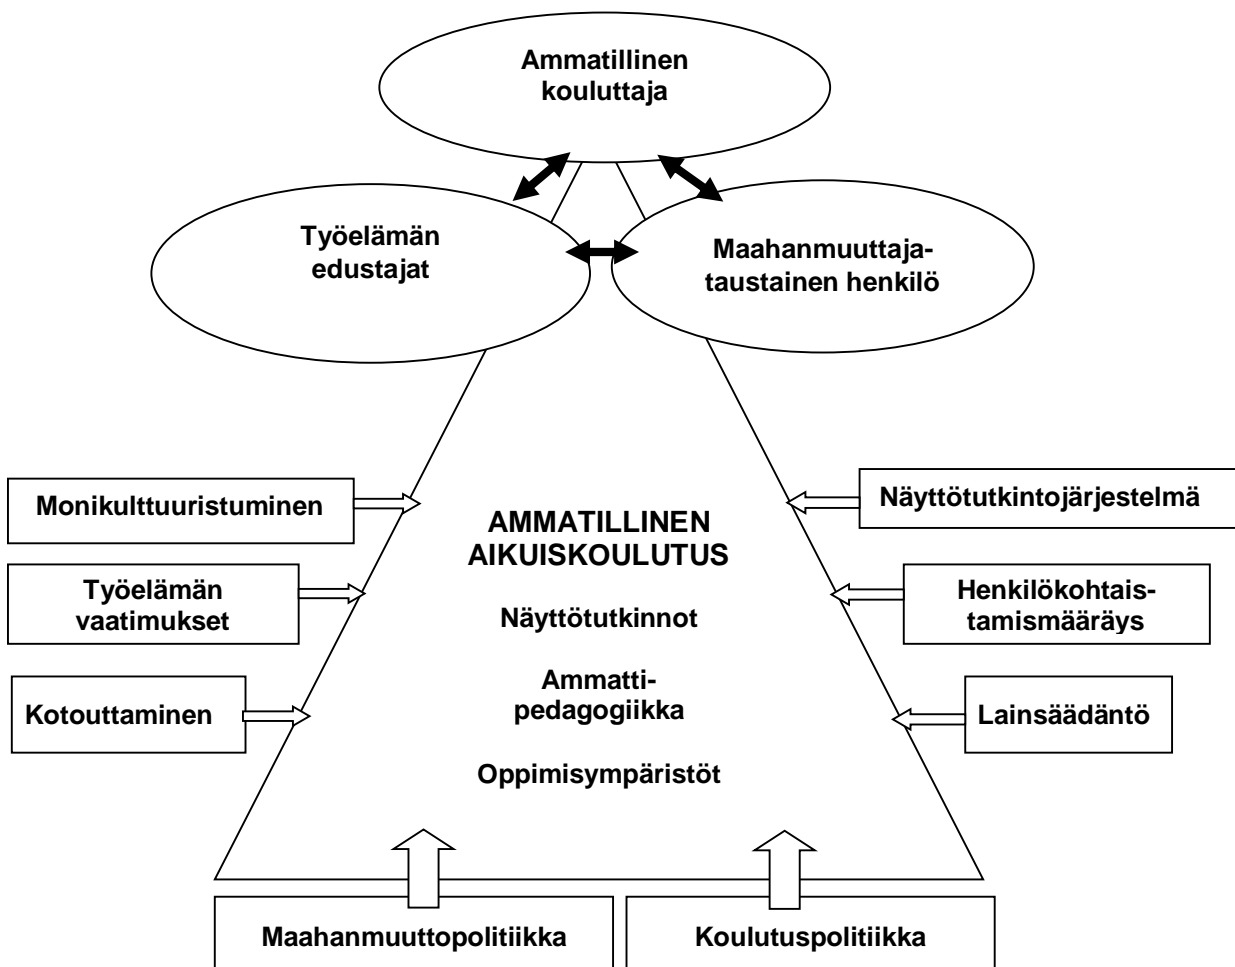 Ammatillinen
kouluttaja
Työelämän
edustajat
Maahanmuuttaja-
taustainen henkilö
Monikulttuuristuminen
Työelämän
vaatimukset
Kotouttaminen
AMMATILLINEN
AIKUISKOULUTUS
Näyttötutkinnot
Ammatti-
pedagogiikka
Oppimisympäristöt
Näyttötutkintojärjestelmä
Henkilökohtais-
tamismääräys
Lainsäädäntö
Maahanmuuttopolitiikka
Koulutuspolitiikka